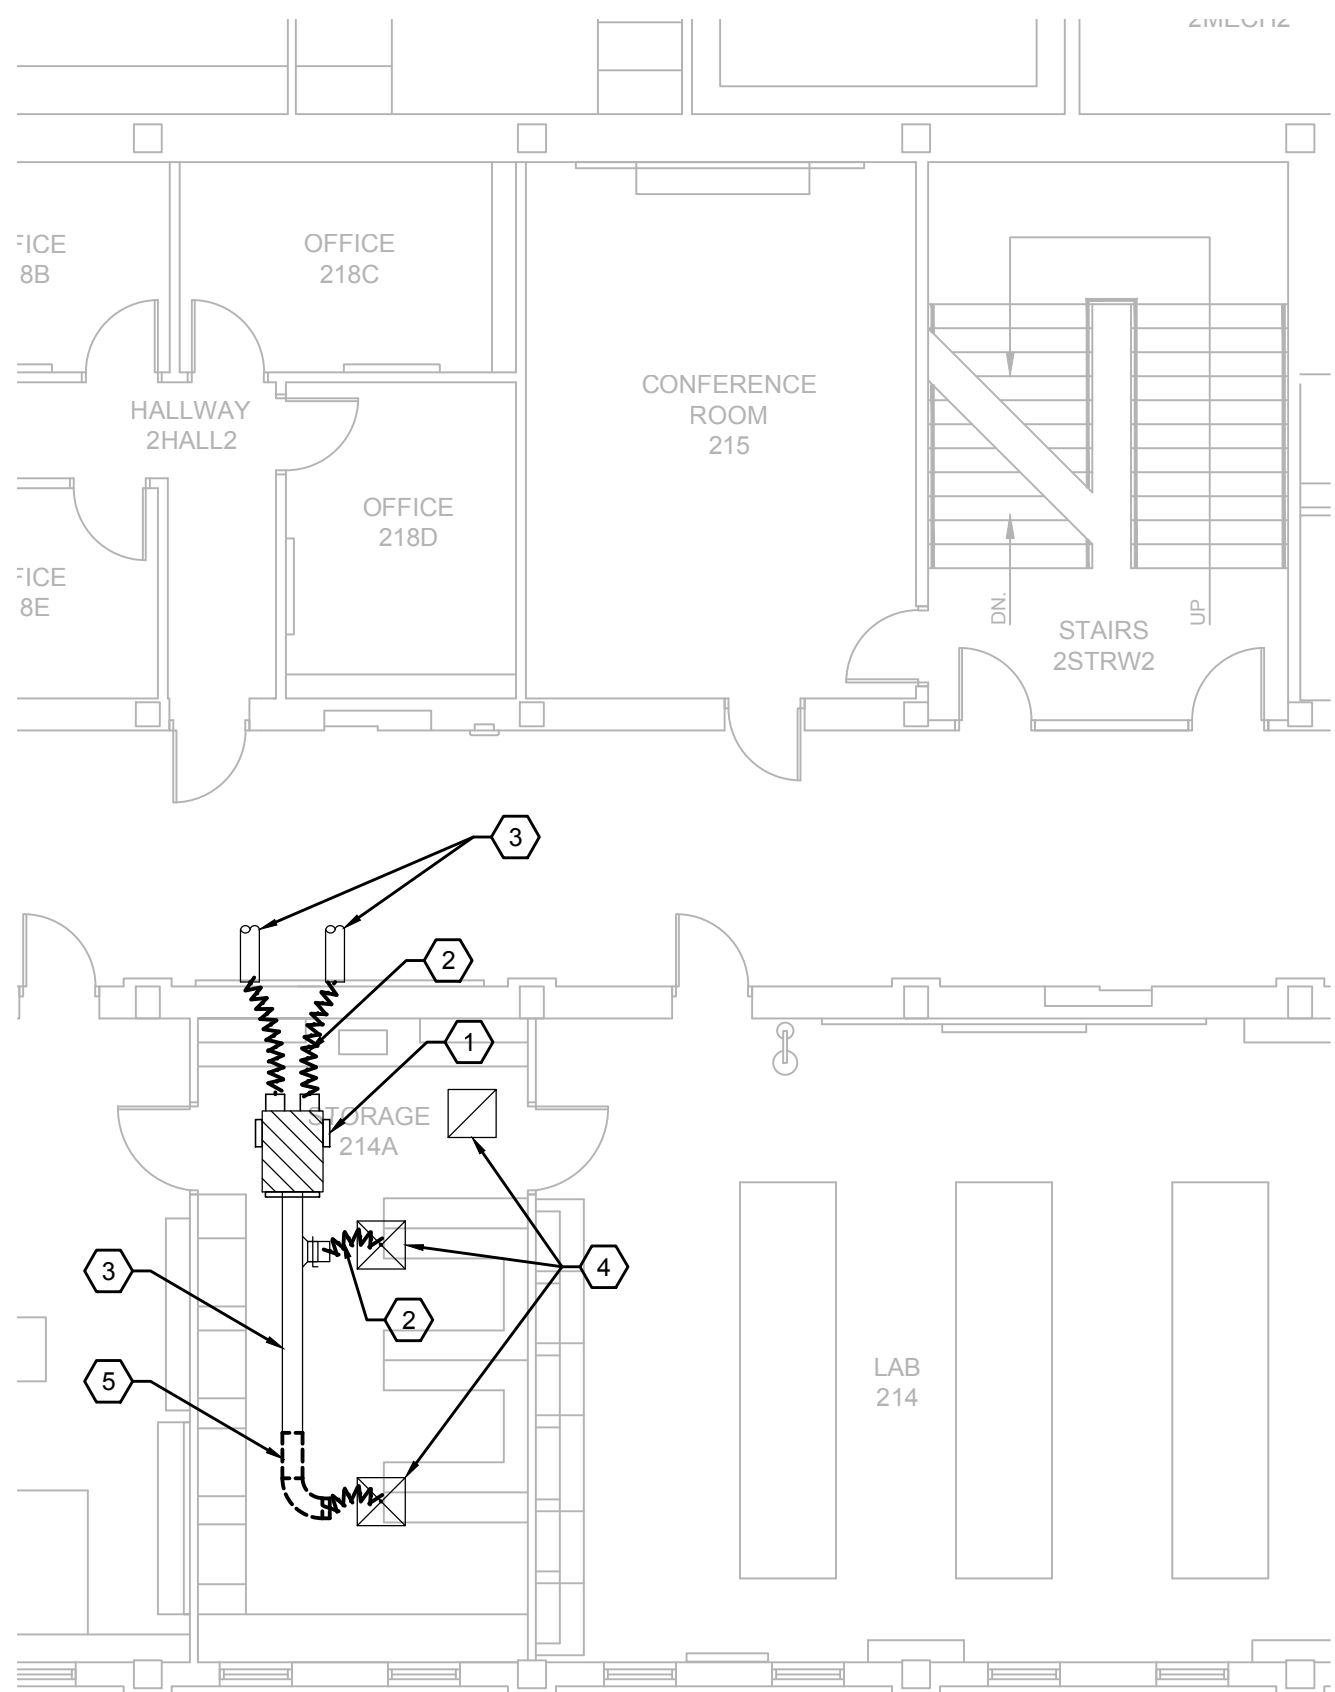 2MECH2
FICE
8B
OFFICE
218C
HALLWAY
2HALL2
CONFERENCE
ROOM
215
OFFICE
218D
FICE
8E
DN.
UP
STAIRS
2STRW2
3
2
1
STORAGE
214A
3
4
2
5
LAB
214